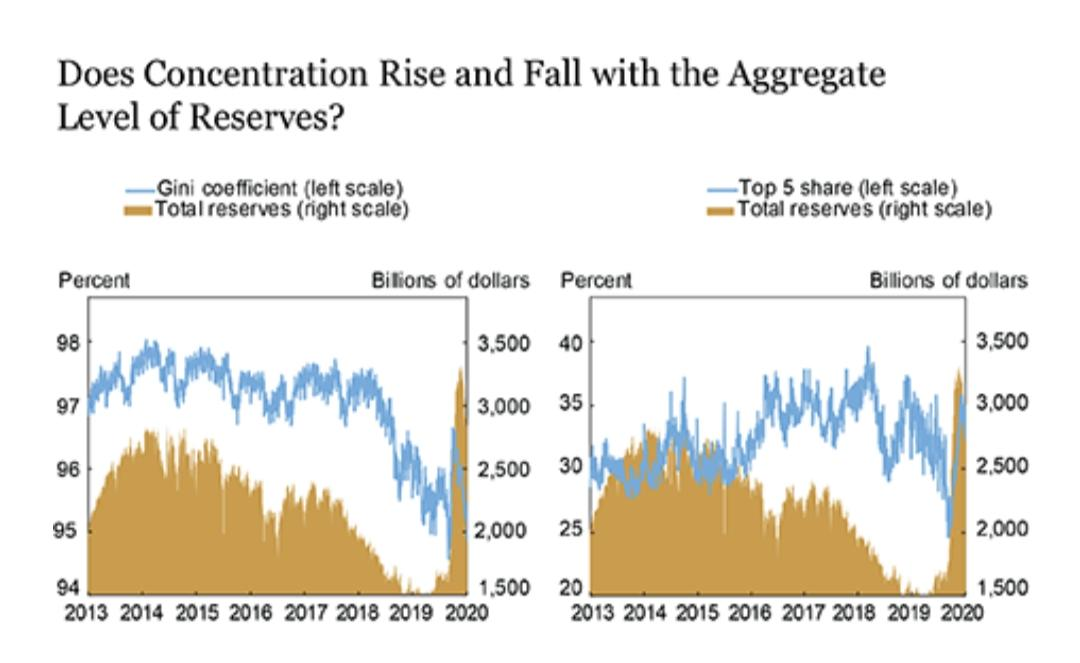 Does Concentration Rise and Fall with the Aggregate
Level of Reserves?
Gini coefficient (left scale)
Total reserves (right scale)
Percent
Billions of dollars
98
97
96
95
94
3,500
3,000
2,500
2,000
1,500
2013 2014 2015 2016 2017 2018 2019 2020
Top 5 share (left scale)
Total reserves (right scale)
Percent
Billions of dollars
40
35
30
25
20
3,500
3,000
2,500
2,000
1,500
2013 2014 2015 2016 2017 2018 2019 2020